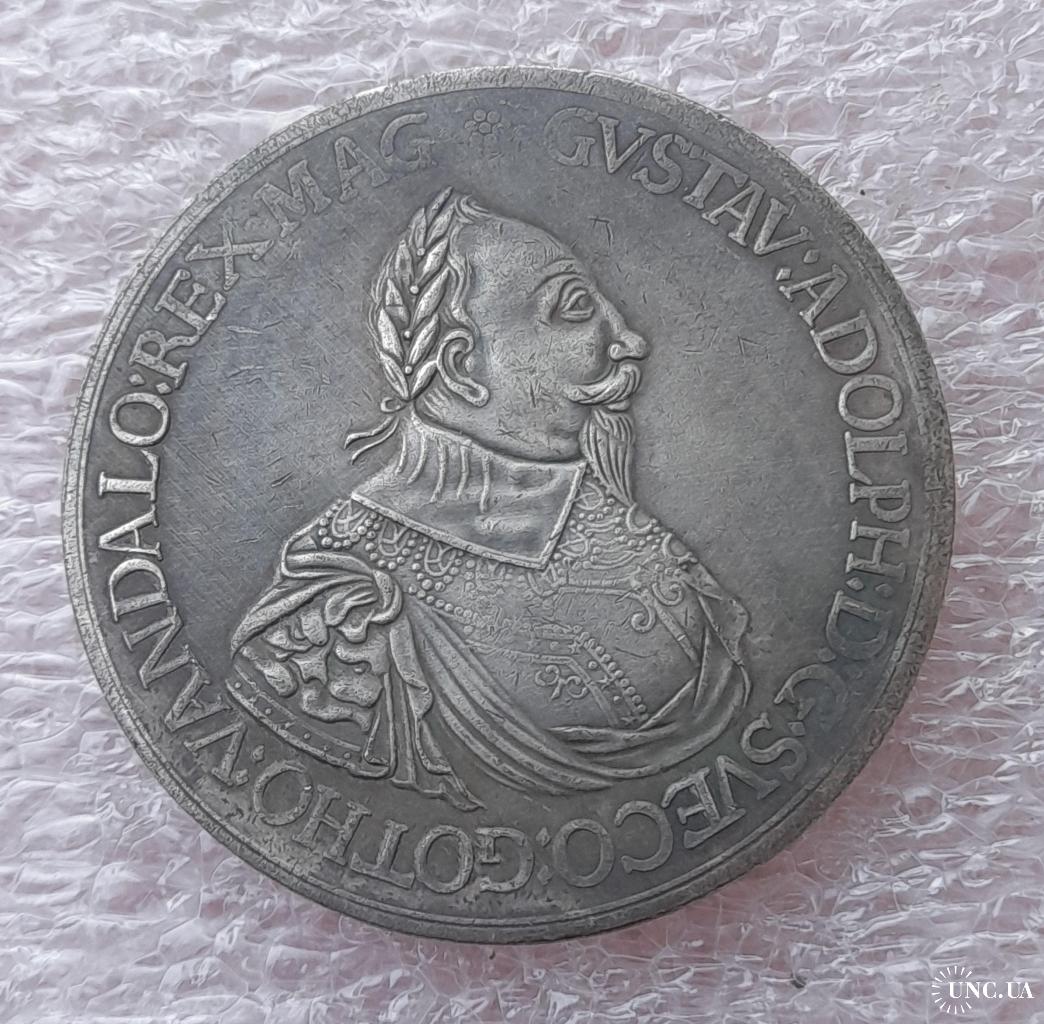 GVSTAV: ADOLPH: D: G: SVECO: GOTHO: VANDALO: REX MAG
UNC.UA